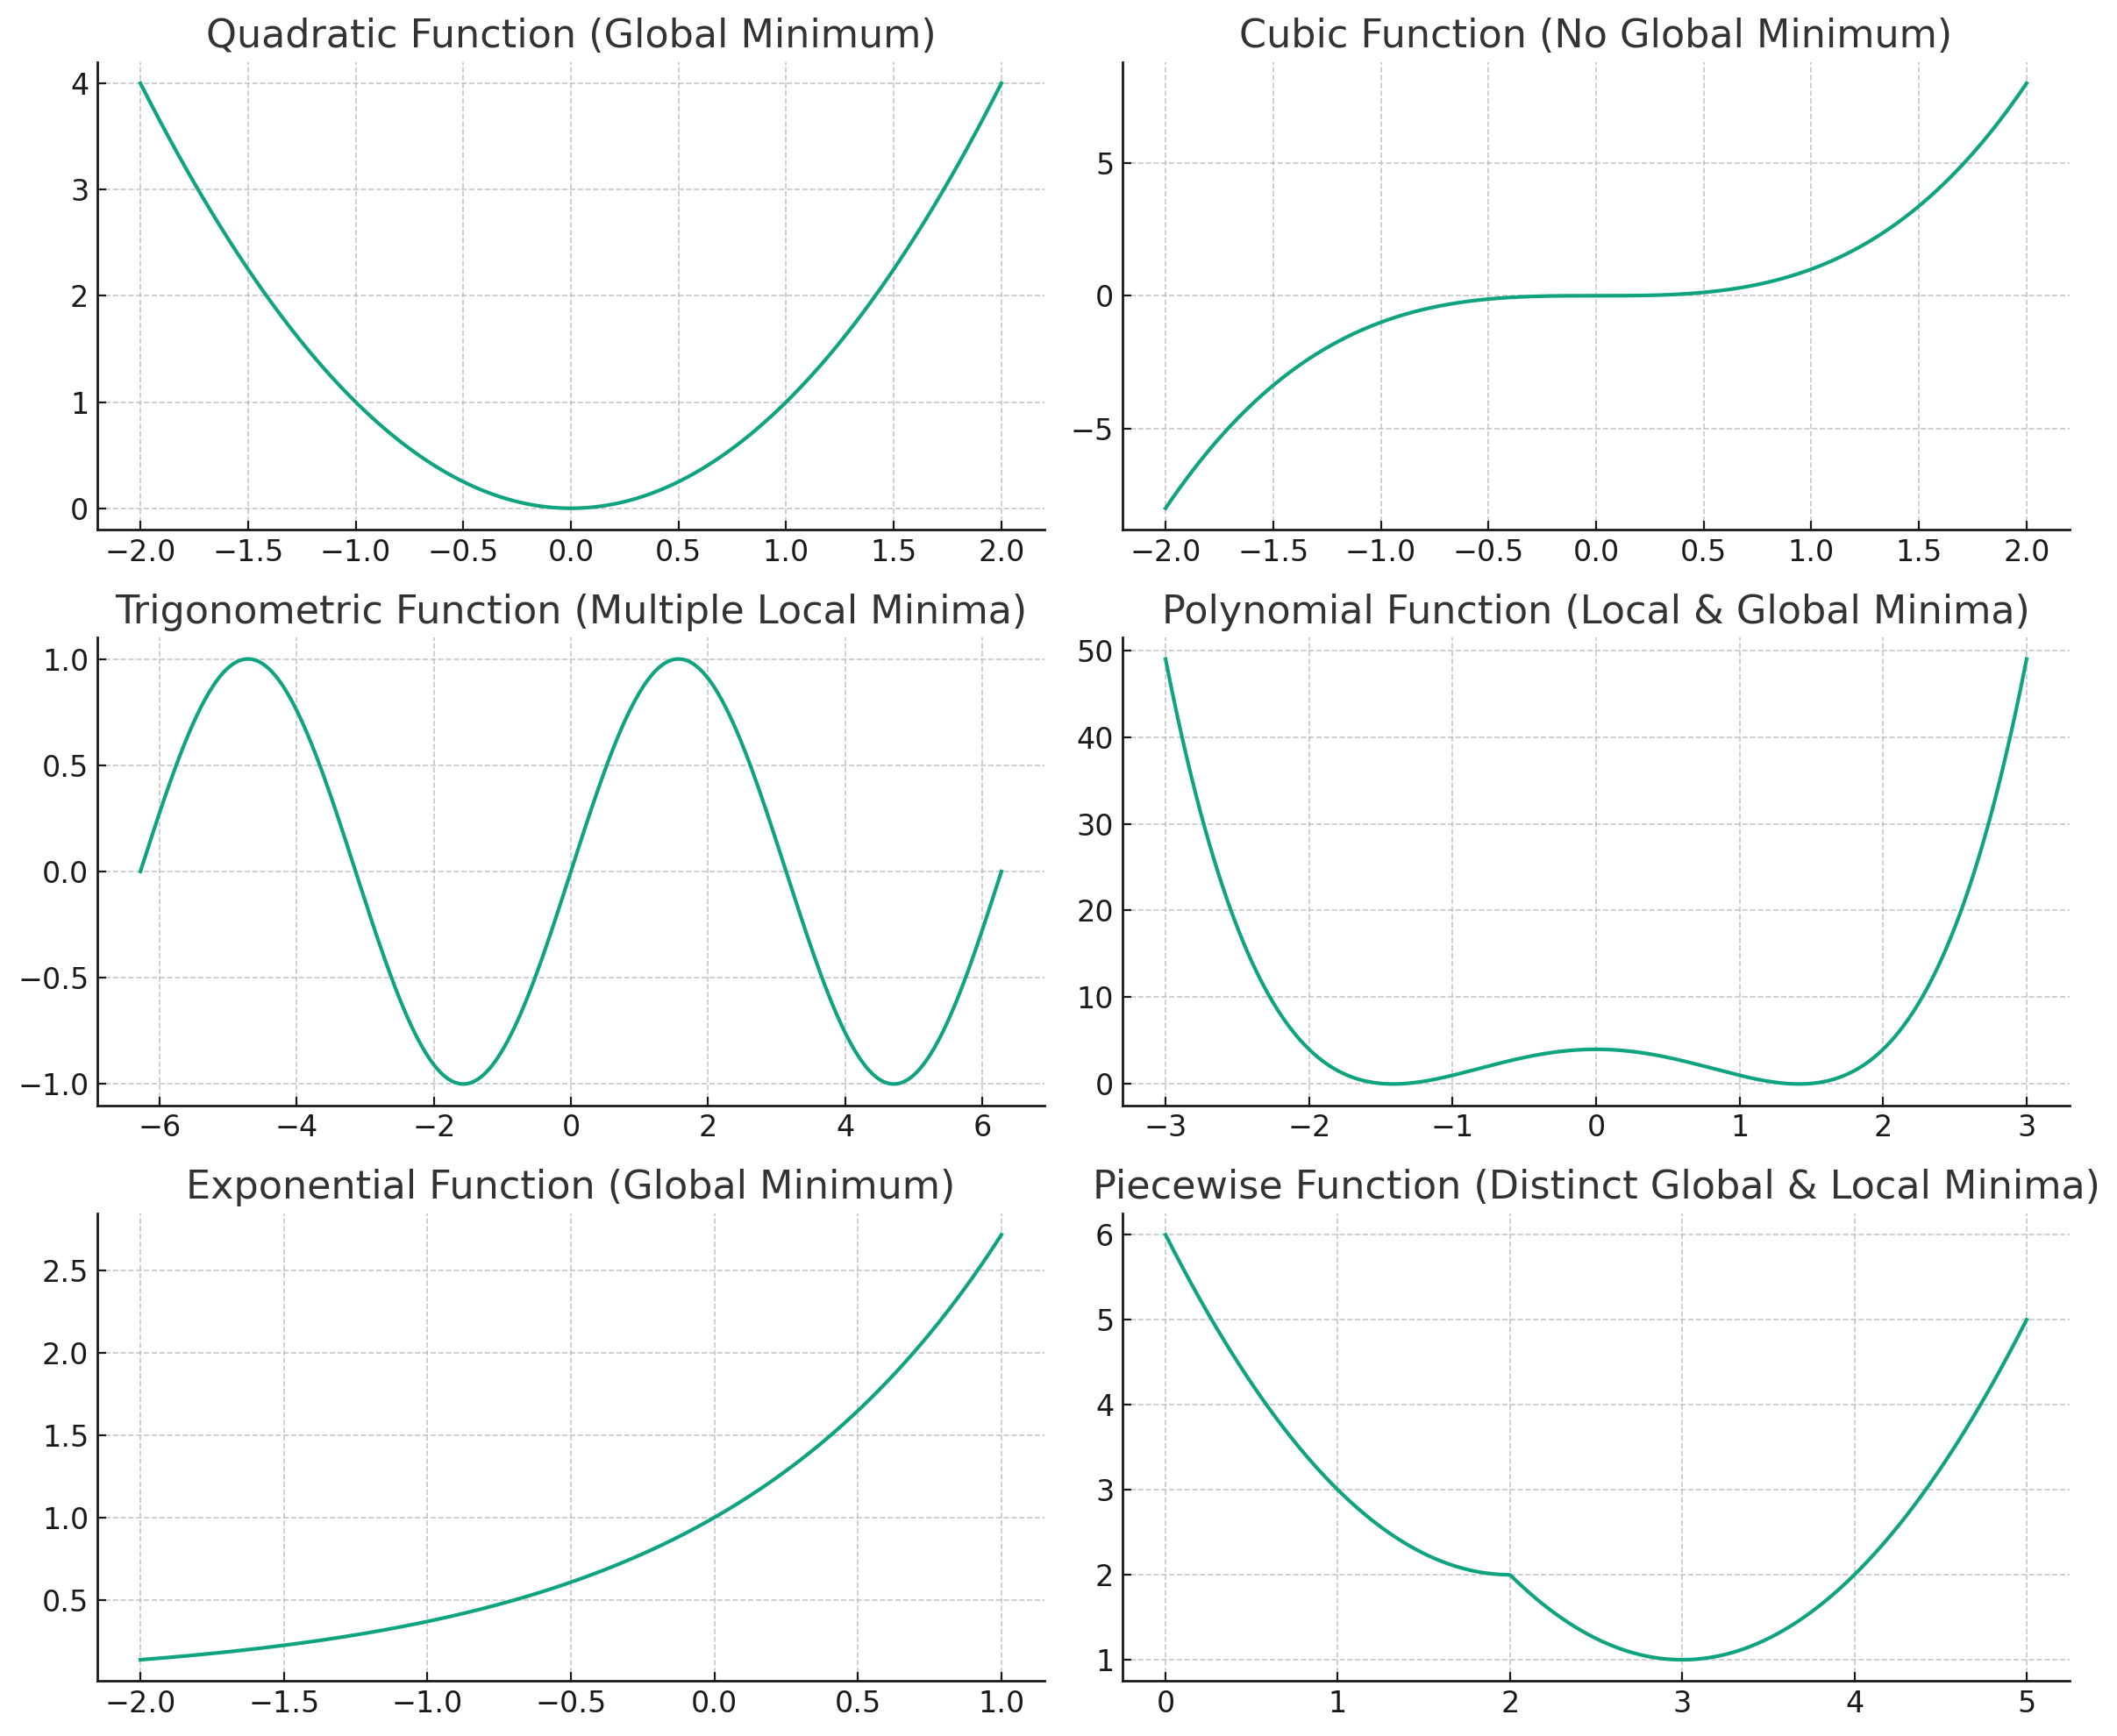 Quadratic Function (Global Minimum)
4
3
2
1
0
−2.0 −1.5 −1.0 −0.5 0.0 0.5 1.0 1.5 2.0
Cubic Function (No Global Minimum)
5
0
−5
−2.0 −1.5 −1.0 −0.5 0.0 0.5 1.0 1.5 2.0
Trigonometric Function (Multiple Local Minima)
1.0
0.5
0.0
−0.5
−1.0
−6 −4 −2 0 2 4 6
Polynomial Function (Local & Global Minima)
50
40
30
20
10
0
−3 −2 −1 0 1 2 3
Exponential Function (Global Minimum)
2.5
2.0
1.5
1.0
0.5
−2.0 −1.5 −1.0 −0.5 0.0 0.5 1.0
Piecewise Function (Distinct Global & Local Minima)
6
5
4
3
2
1
0 1 2 3 4 5